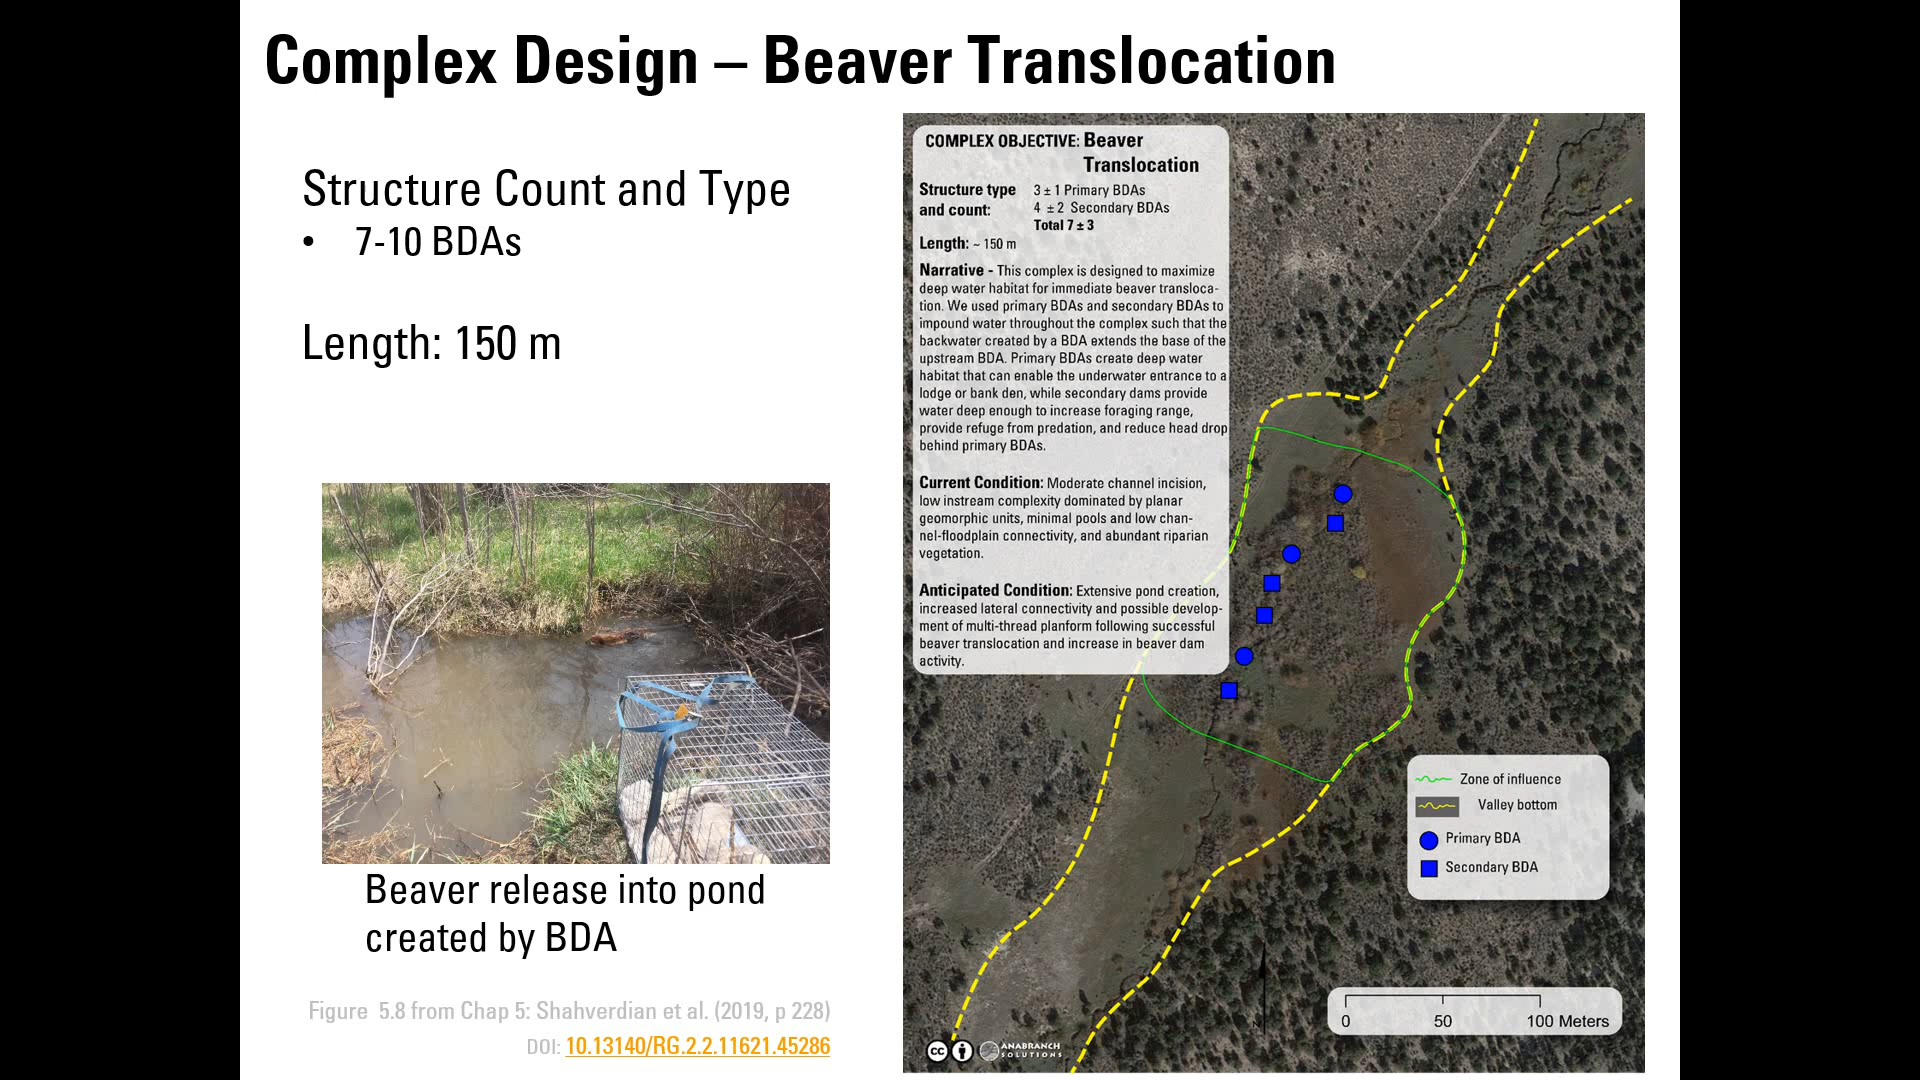 Complex Design – Beaver Translocation
Structure Count and Type
• 7-10 BDAs
Length: 150 m
Beaver release into pond
created by BDA
Figure 5.8 from Chap 5: Shahverdian et al. (2019, p 228)
DOI: 10.13140/RG.2.2.11621.45286
COMPLEX OBJECTIVE: Beaver
Translocation
Structure type 3 ± 1 Primary BDAs
and count: 4 ± 2 Secondary BDAs
Total 7 ± 3
Length: ~ 150 m
Narrative - This complex is designed to maximize
deep water habitat for immediate beaver transloca-
tion. We used primary BDAs and secondary BDAs to
impound water throughout the complex such that the
backwater created by a BDA extends the base of the
upstream BDA. Primary BDAs create deep water
habitat that can enable the underwater entrance to a
lodge or bank den, while secondary dams provide
water deep enough to increase foraging range,
provide refuge from predation, and reduce head drop
behind primary BDAs.
Current Condition: Moderate channel incision,
low instream complexity dominated by planar
geomorphic units, minimal pools and low chan-
nel-floodplain connectivity, and abundant riparian
vegetation.
Anticipated Condition: Extensive pond creation,
increased lateral connectivity and possible develop-
ment of multi-thread planform following successful
beaver translocation and increase in beaver dam
activity.
Zone of influence
Valley bottom
Primary BDA
Secondary BDA
N
0 50 100 Meters
cc
ANABRANCH
SOLUTIONS